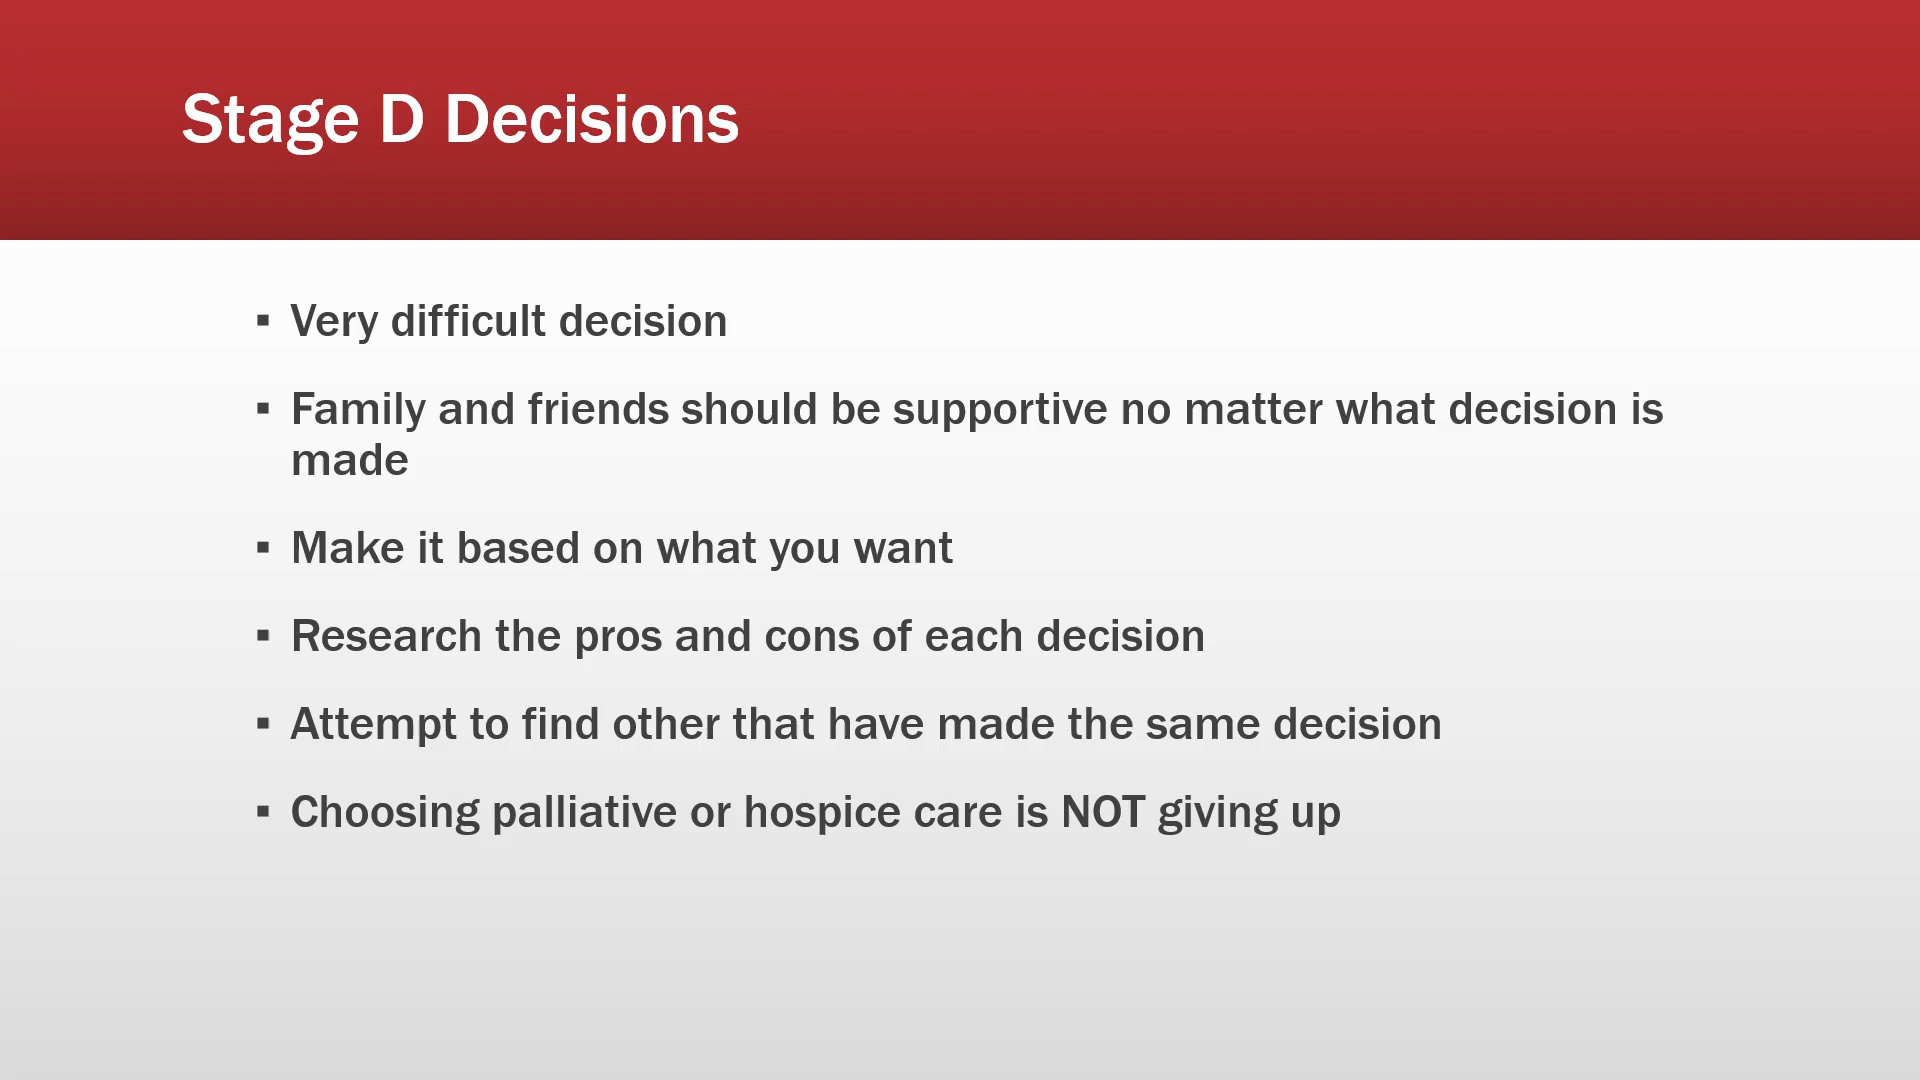 Stage D Decisions
▪ Very difficult decision
▪ Family and friends should be supportive no matter what decision is
made
▪ Make it based on what you want
▪ Research the pros and cons of each decision
▪ Attempt to find other that have made the same decision
▪ Choosing palliative or hospice care is NOT giving up